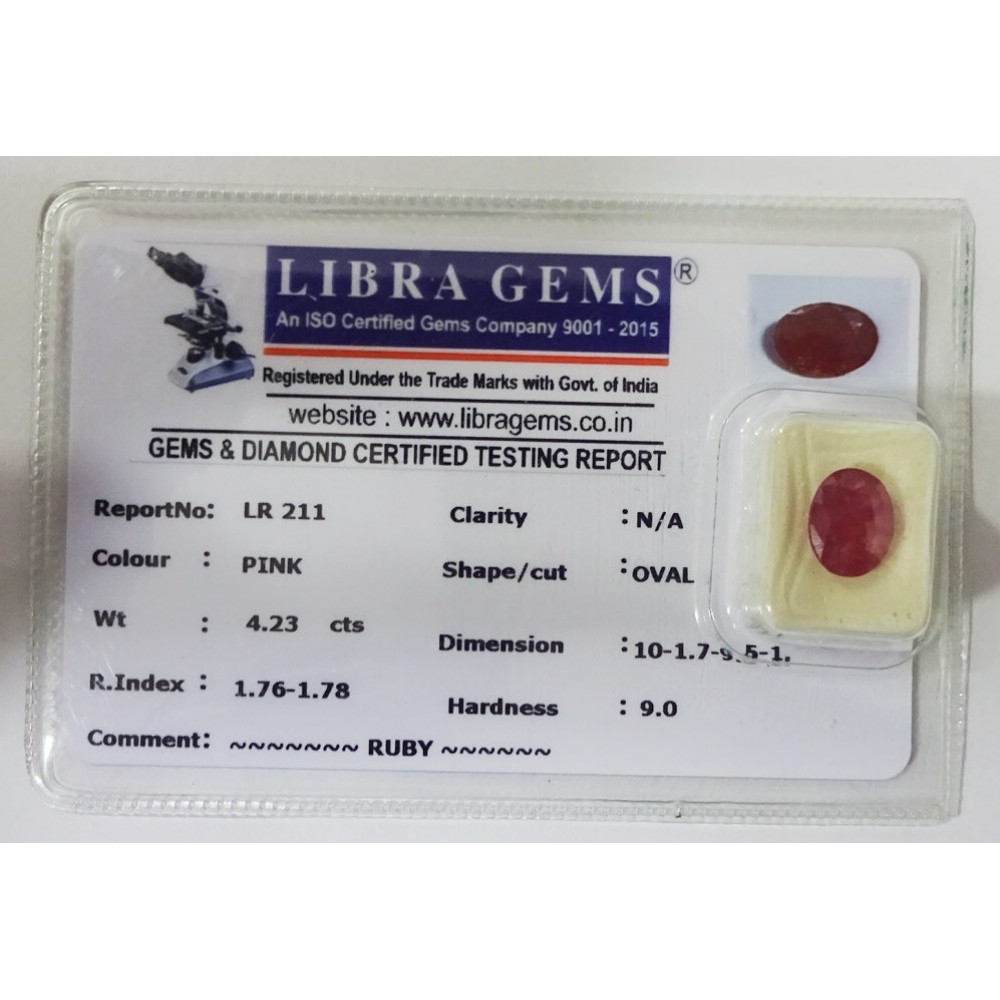 LIBRA GEMS®
An ISO Certified Gems Company 9001 - 2015
Registered Under the Trade Marks with Govt. of India
website : www.libragems.co.in
GEMS & DIAMOND CERTIFIED TESTING REPORT
ReportNo: LR 211
Clarity : N/A
Colour : PINK
Shape/cut : OVAL
Wt : 4.23 cts
Dimension :
R.Index : 1.76-1.78
Hardness : 9.0
Comment: ~~~~~~~ RUBY ~~~~~~